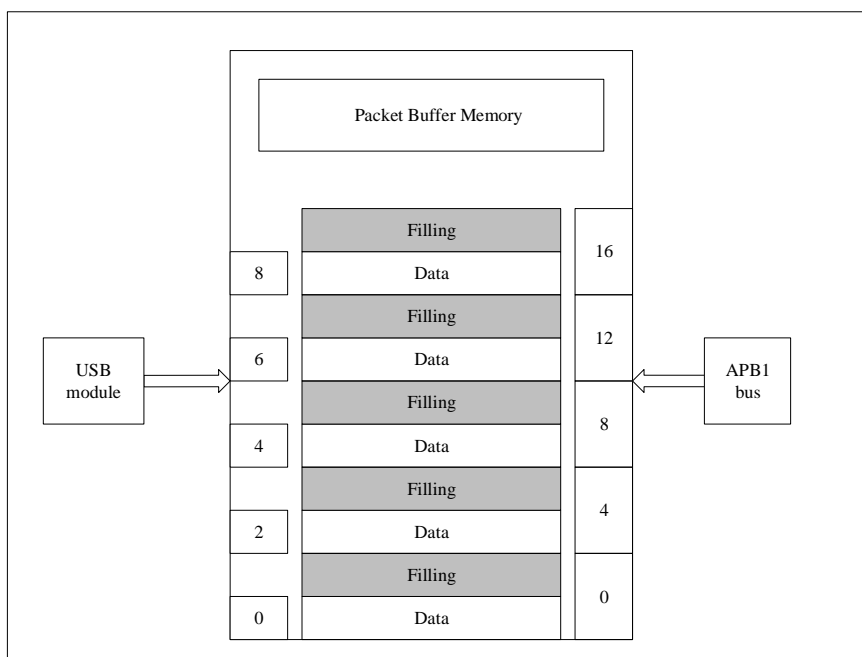 Packet Buffer Memory
Filling
16
8
Data
Filling
12
USB
module
6
Data
APB1
bus
Filling
8
4
Data
Filling
4
2
Data
Filling
0
0
Data